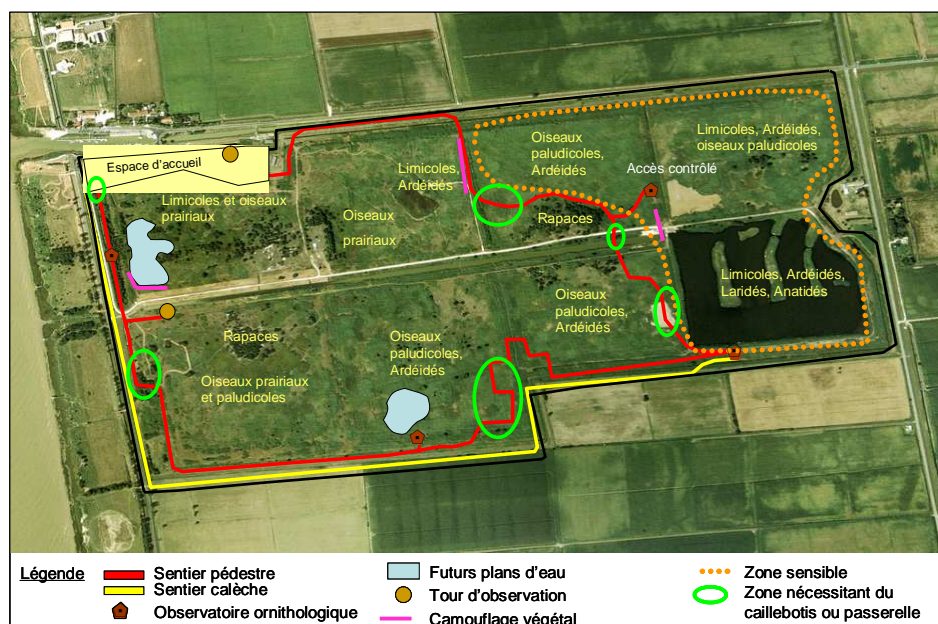 Espace d'accueil
Limicoles et oiseaux
prairiaux
Limicoles,
Ardéidés
Oiseaux
prairiaux
Oiseaux
paludicoles,
Ardéidés
Limicoles, Ardéidés,
oiseaux paludicoles
Accès contrôlé
Rapaces
Limicoles, Ardéidés,
Laridés, Anatidés
Oiseaux
paludicoles,
Ardéidés
Rapaces
Oiseaux
paludicoles,
Ardéidés
Oiseaux prairiaux
et paludicoles
Légende
Sentier pédestre
Sentier calèche
Observatoire ornithologique
Futurs plans d'eau
Tour d'observation
Camouflage végétal
Zone sensible
Zone nécessitant du
caillebotis ou passerelle